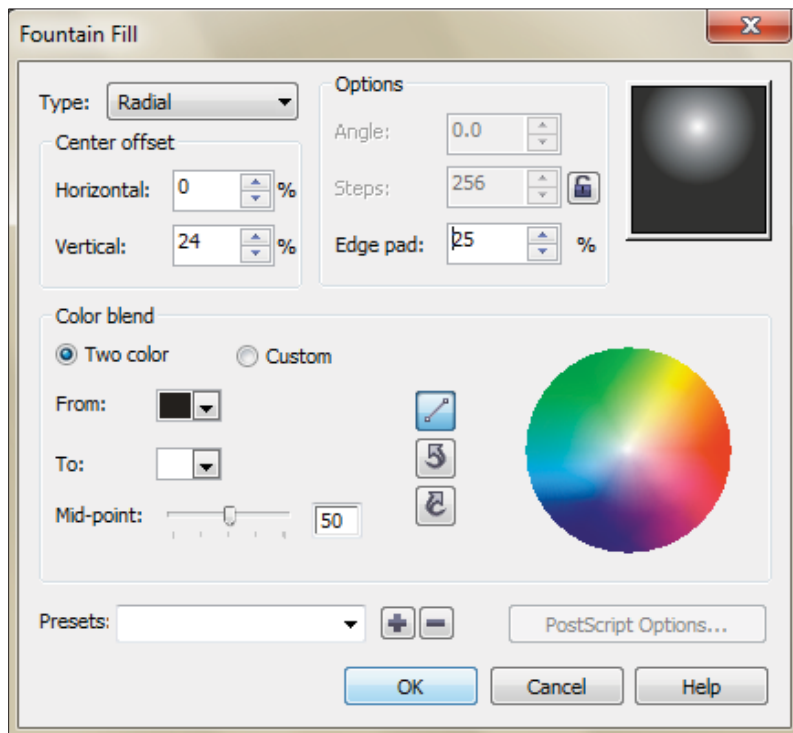 Fountain Fill
Type: Radial
Center offset
Horizontal: 0 %
Vertical: 24 %
Options
Angle: 0.0
Steps: 256
Edge pad: 25 %
Color blend
Two color Custom
From:
To:
Mid-point: 50
Presets:
PostScript Options...
OK Cancel Help